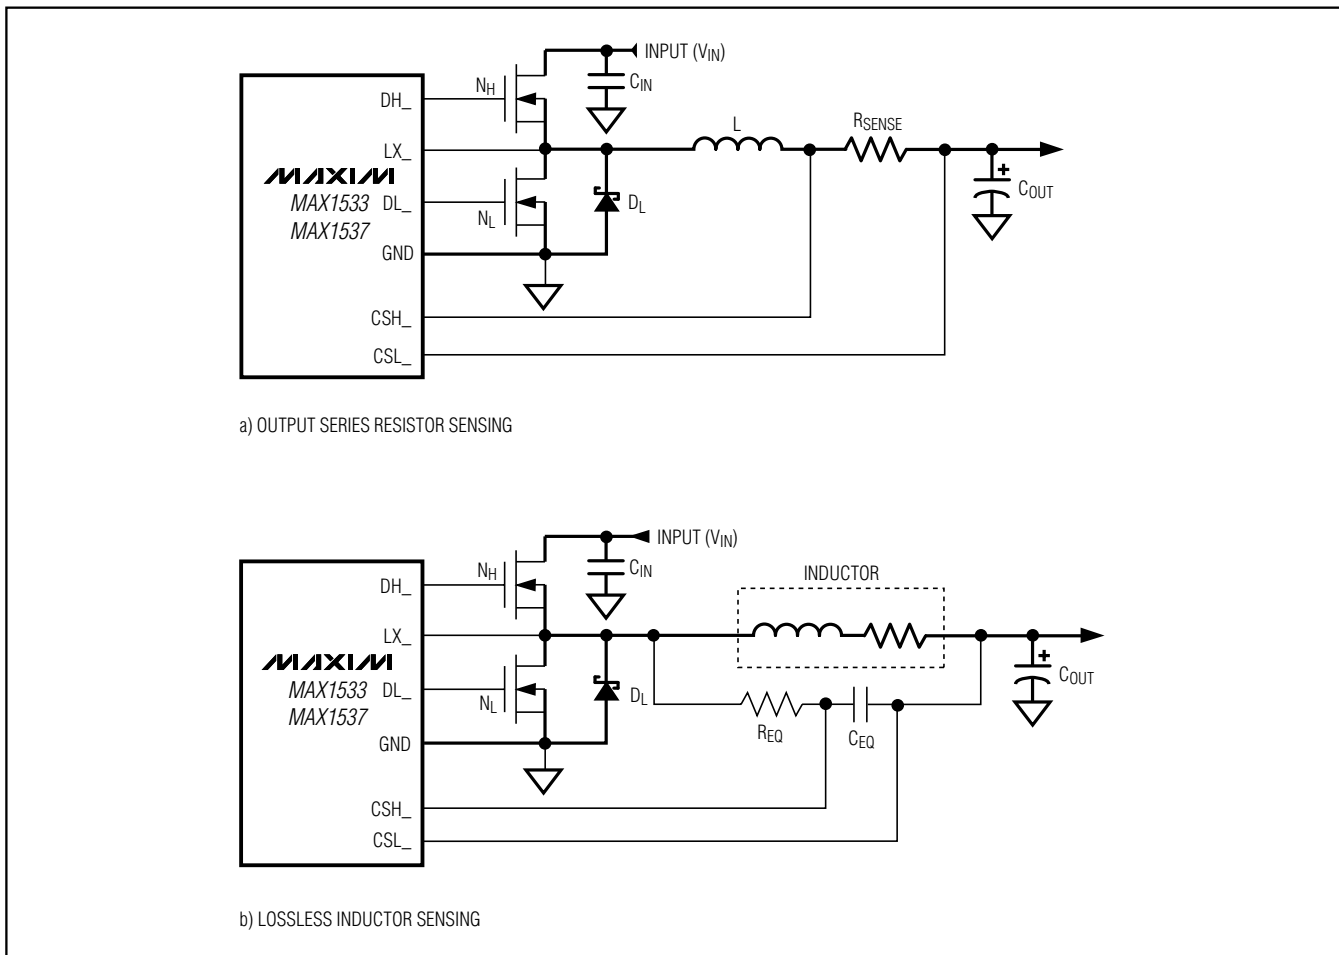 INPUT (VIN)
CIN
NH
DH_
L
RSENSE
LX_
MAXIM
MAX1533
MAX1537
DL_
NL
DL
+
COUT
GND
CSH_
CSL_
a) OUTPUT SERIES RESISTOR SENSING
INPUT (VIN)
CIN
NH
DH_
INDUCTOR
LX_
MAXIM
MAX1533
MAX1537
DL_
NL
DL
+
COUT
REQ
CEQ
GND
CSH_
CSL_
b) LOSSLESS INDUCTOR SENSING